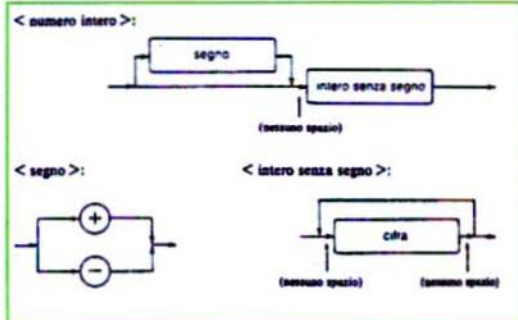 < numero intero >:
segno
intero senza segno
(nessuno spazio)
< segno >:
< intero senza segno >:
+
cifra
−
(nessuno spazio)
(nessuno spazio)